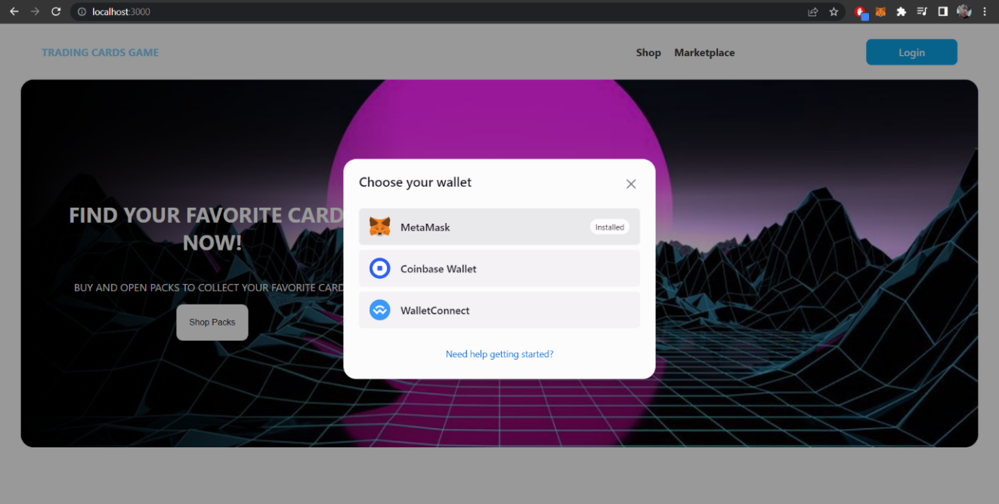 localhost:3000
TRADING CARDS GAME
Shop Marketplace
Login
FIND YOUR FAVORITE CARD
NOW!
BUY AND OPEN PACKS TO COLLECT YOUR FAVORITE CARD
Shop Packs
Choose your wallet
MetaMask Installed
Coinbase Wallet
WalletConnect
Need help getting started?